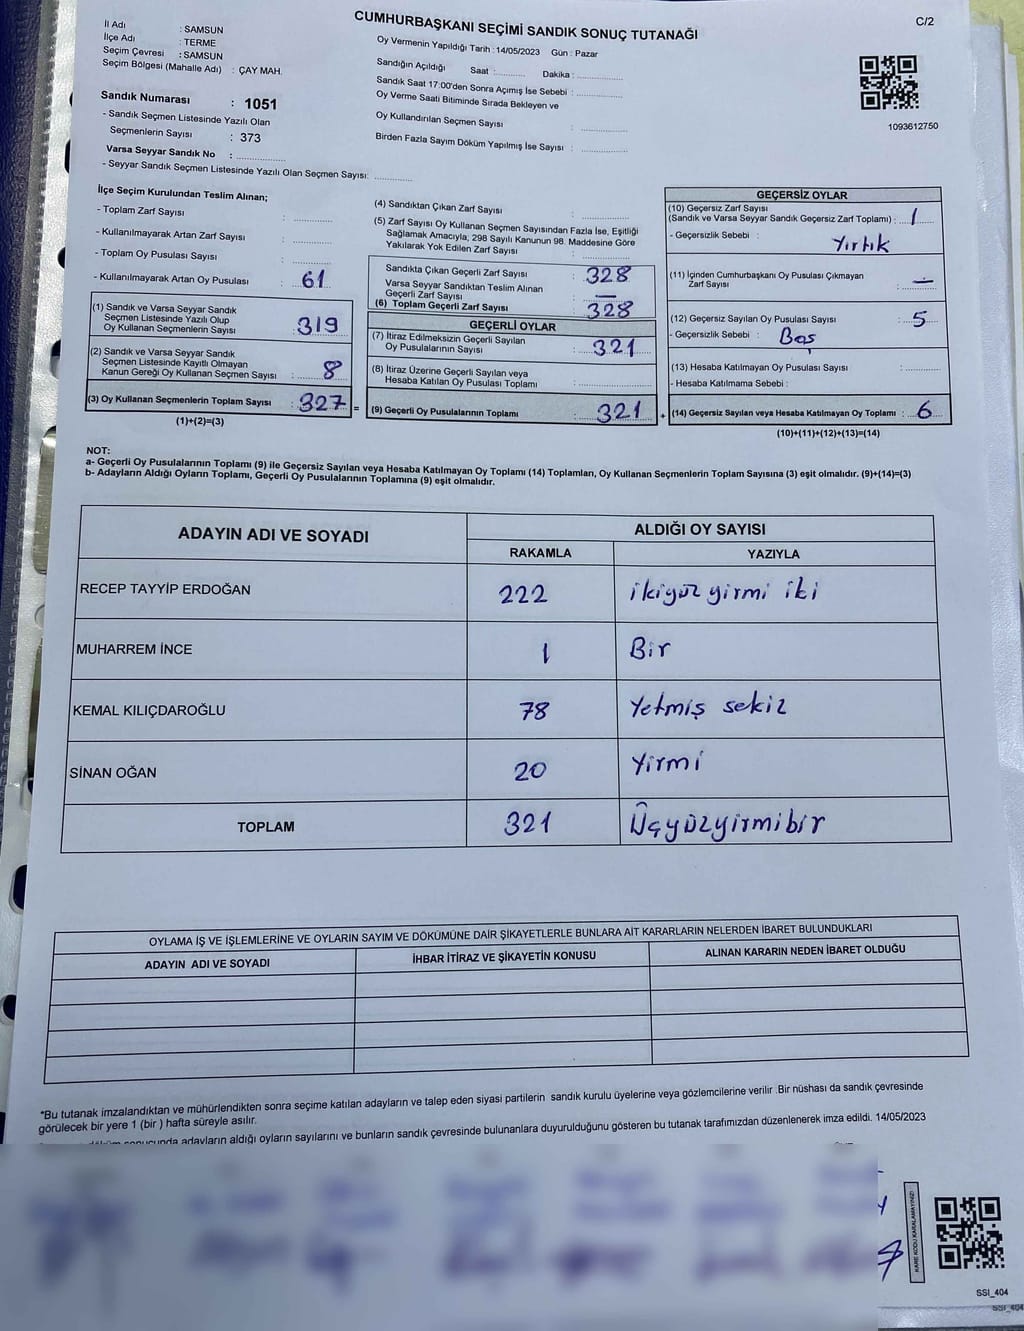 CUMHURBAŞKANI SEÇİMİ SANDIK SONUÇ TUTANAĞI
C/2
İl Adı : SAMSUN
İlçe Adı : TERME
Seçim Çevresi : SAMSUN
Seçim Bölgesi (Mahalle Adı) : ÇAY MAH.
Sandık Numarası : 1051
- Sandık Seçmen Listesinde Yazılı Olan
Seçmenlerin Sayısı : 373
Varsa Seyyar Sandık No : ...............
- Seyyar Sandık Seçmen Listesinde Yazılı Olan Seçmen Sayısı: ............
Oy Vermenin Yapıldığı Tarih : 14/05/2023 Gün : Pazar
Sandığın Açıldığı Saat : ........... Dakika : ...............
Sandık Saat 17:00'den Sonra Açımış İse Sebebi : ...............
Oy Verme Saati Bitiminde Sırada Bekleyen ve
Oy Kullandırılan Seçmen Sayısı : ...............
Birden Fazla Sayım Döküm Yapılmış İse Sayısı : ...............
1093612750
İlçe Seçim Kurulundan Teslim Alınan;
- Toplam Zarf Sayısı : ............
- Kullanılmayarak Artan Zarf Sayısı : ............
- Toplam Oy Pusulası Sayısı : ............
- Kullanılmayarak Artan Oy Pusulası : 61
(1) Sandık ve Varsa Seyyar Sandık
Seçmen Listesinde Yazılı Olup
Oy Kullanan Seçmenlerin Sayısı : 319
(2) Sandık ve Varsa Seyyar Sandık
Seçmen Listesinde Kayıtlı Olmayan
Kanun Gereği Oy Kullanan Seçmen Sayısı : 8
(3) Oy Kullanan Seçmenlerin Toplam Sayısı : 327 =
(1)+(2)=(3)
(4) Sandıktan Çıkan Zarf Sayısı : ...............
(5) Zarf Sayısı Oy Kullanan Seçmen Sayısından Fazla İse, Eşitliği
Sağlamak Amacıyla, 298 Sayılı Kanunun 98. Maddesine Göre
Yakılarak Yok Edilen Zarf Sayısı : ...............
Sandıkta Çıkan Geçerli Zarf Sayısı : 328
Varsa Seyyar Sandıktan Teslim Alınan
Geçerli Zarf Sayısı : —
(6) Toplam Geçerli Zarf Sayısı : 328
GEÇERLİ OYLAR
(7) İtiraz Edilmeksizin Geçerli Sayılan
Oy Pusulalarının Sayısı : 321
(8) İtiraz Üzerine Geçerli Sayılan veya
Hesaba Katılan Oy Pusulası Toplamı : ...............
(9) Geçerli Oy Pusulalarının Toplamı : 321 +
GEÇERSİZ OYLAR
(10) Geçersiz Zarf Sayısı
(Sandık ve Varsa Seyyar Sandık Geçersiz Zarf Toplamı) : 1
- Geçersizlik Sebebi : Yırtık
(11) İçinden Cumhurbaşkanı Oy Pusulası Çıkmayan
Zarf Sayısı : —
(12) Geçersiz Sayılan Oy Pusulası Sayısı : 5
- Geçersizlik Sebebi : Boş
(13) Hesaba Katılmayan Oy Pusulası Sayısı : .........
- Hesaba Katılmama Sebebi :
(14) Geçersiz Sayılan veya Hesaba Katılmayan Oy Toplamı : 6
(10)+(11)+(12)+(13)=(14)
NOT:
a- Geçerli Oy Pusulalarının Toplamı (9) ile Geçersiz Sayılan veya Hesaba Katılmayan Oy Toplamı (14) Toplamları, Oy Kullanan Seçmenlerin Toplam Sayısına (3) eşit olmalıdır. (9)+(14)=(3)
b- Adayların Aldığı Oyların Toplamı, Geçerli Oy Pusulalarının Toplamına (9) eşit olmalıdır.
ADAYIN ADI VE SOYADI
ALDIĞI OY SAYISI
RAKAMLA YAZIYLA
RECEP TAYYİP ERDOĞAN 222 ikiyüz yirmi iki
MUHARREM İNCE 1 Bir
KEMAL KILIÇDAROĞLU 78 Yetmiş sekiz
SİNAN OĞAN 20 Yirmi
TOPLAM 321 Üçyüzyirmibir
OYLAMA İŞ VE İŞLEMLERİNE VE OYLARIN SAYIM VE DÖKÜMÜNE DAİR ŞİKAYETLERLE BUNLARA AİT KARARLARIN NELERDEN İBARET BULUNDUKLARI
ADAYIN ADI VE SOYADI İHBAR İTİRAZ VE ŞİKAYETİN KONUSU ALINAN KARARIN NEDEN İBARET OLDUĞU
*Bu tutanak imzalandıktan ve mühürlendikten sonra seçime katılan adayların ve talep eden siyasi partilerin sandık kurulu üyelerine veya gözlemcilerine verilir .Bir nüshası da sandık çevresinde
görülecek bir yere 1 (bir ) hafta süreyle asılır.
sonucunda adayların aldığı oyların sayılarını ve bunların sandık çevresinde bulunanlara duyurulduğunu gösteren bu tutanak tarafımızdan düzenlenerek imza edildi. 14/05/2023
KARE KODU KARALAMAYINIZ!
SSI_404
SSI_404